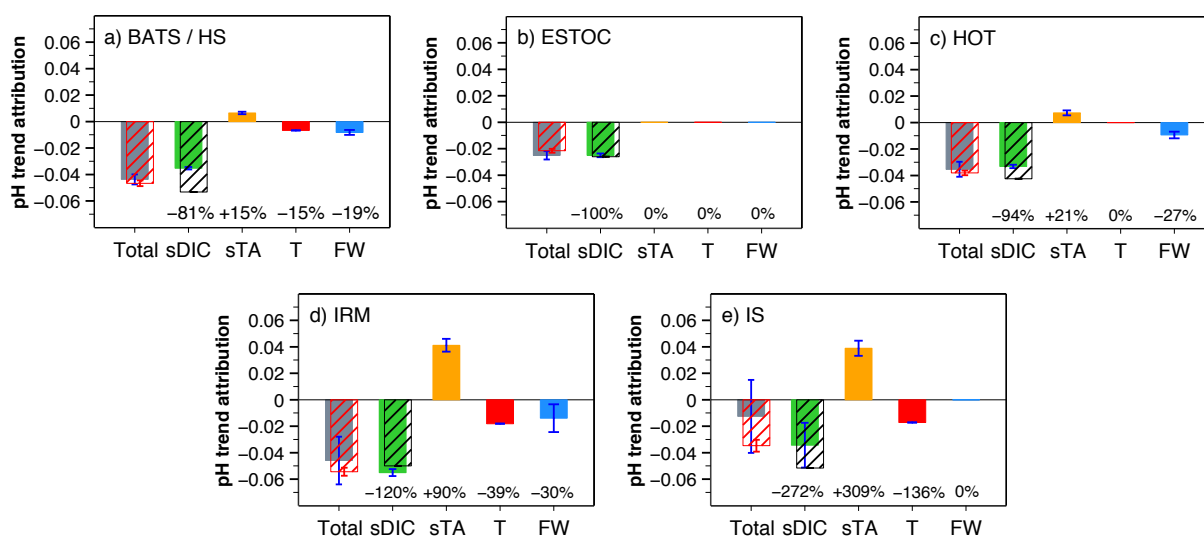 a) BATS / HS
pH trend attribution
0.06
0.04
0.02
0
−0.02
−0.04
−0.06
−81% +15% −15% −19%
Total sDIC sTA T FW
b) ESTOC
pH trend attribution
0.06
0.04
0.02
0
−0.02
−0.04
−0.06
−100% 0% 0% 0%
Total sDIC sTA T FW
c) HOT
pH trend attribution
0.06
0.04
0.02
0
−0.02
−0.04
−0.06
−94% +21% 0% −27%
Total sDIC sTA T FW
d) IRM
pH trend attribution
0.06
0.04
0.02
0
−0.02
−0.04
−0.06
−120% +90% −39% −30%
Total sDIC sTA T FW
e) IS
pH trend attribution
0.06
0.04
0.02
0
−0.02
−0.04
−0.06
−272% +309% −136% 0%
Total sDIC sTA T FW